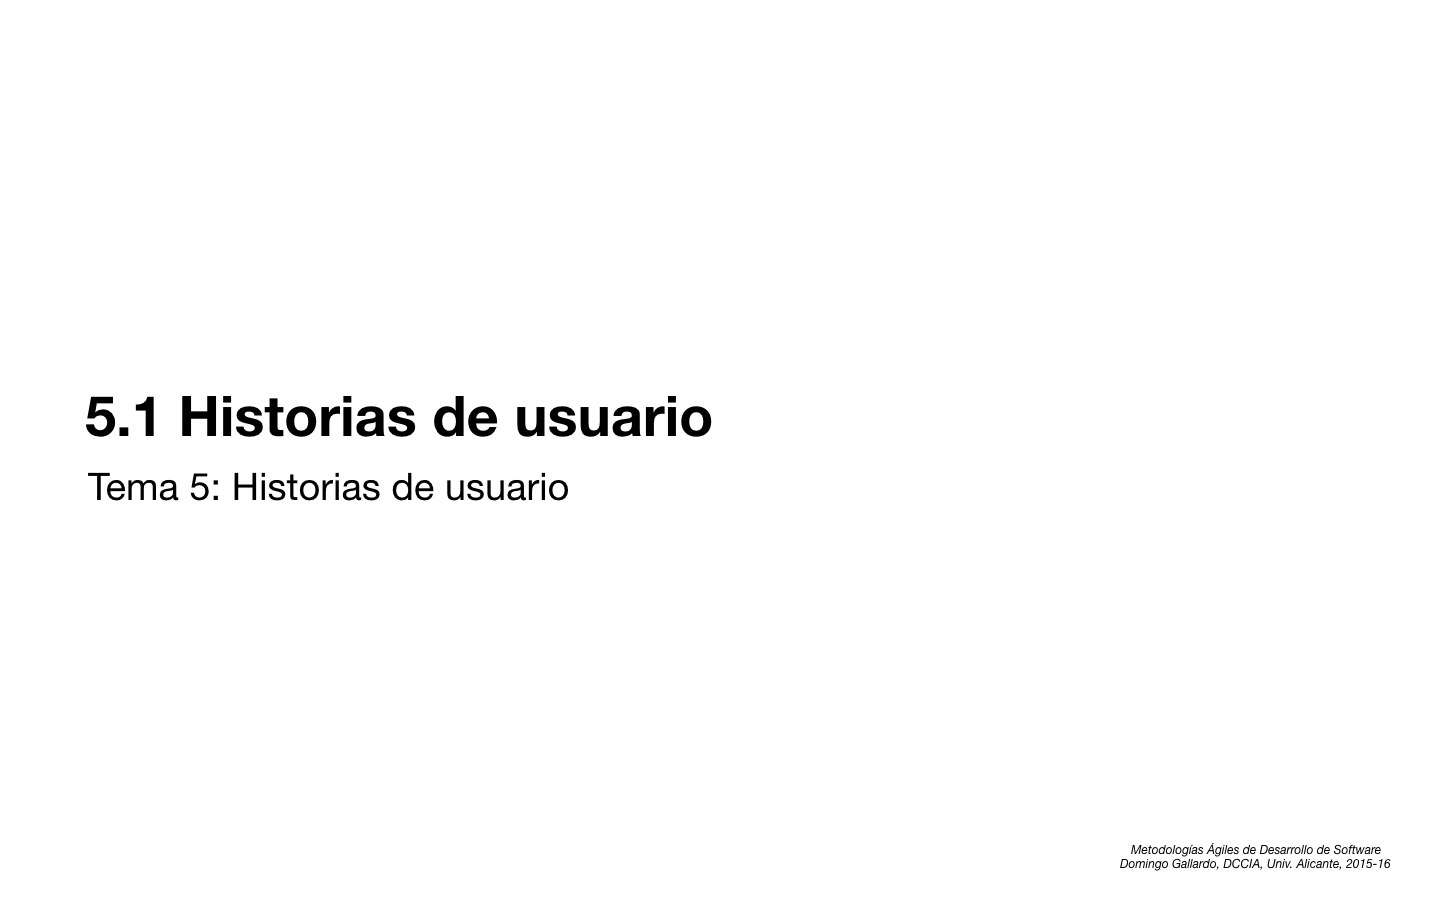 5.1 Historias de usuario
Tema 5: Historias de usuario
Metodologías Ágiles de Desarrollo de Software
Domingo Gallardo, DCCIA, Univ. Alicante, 2015-16